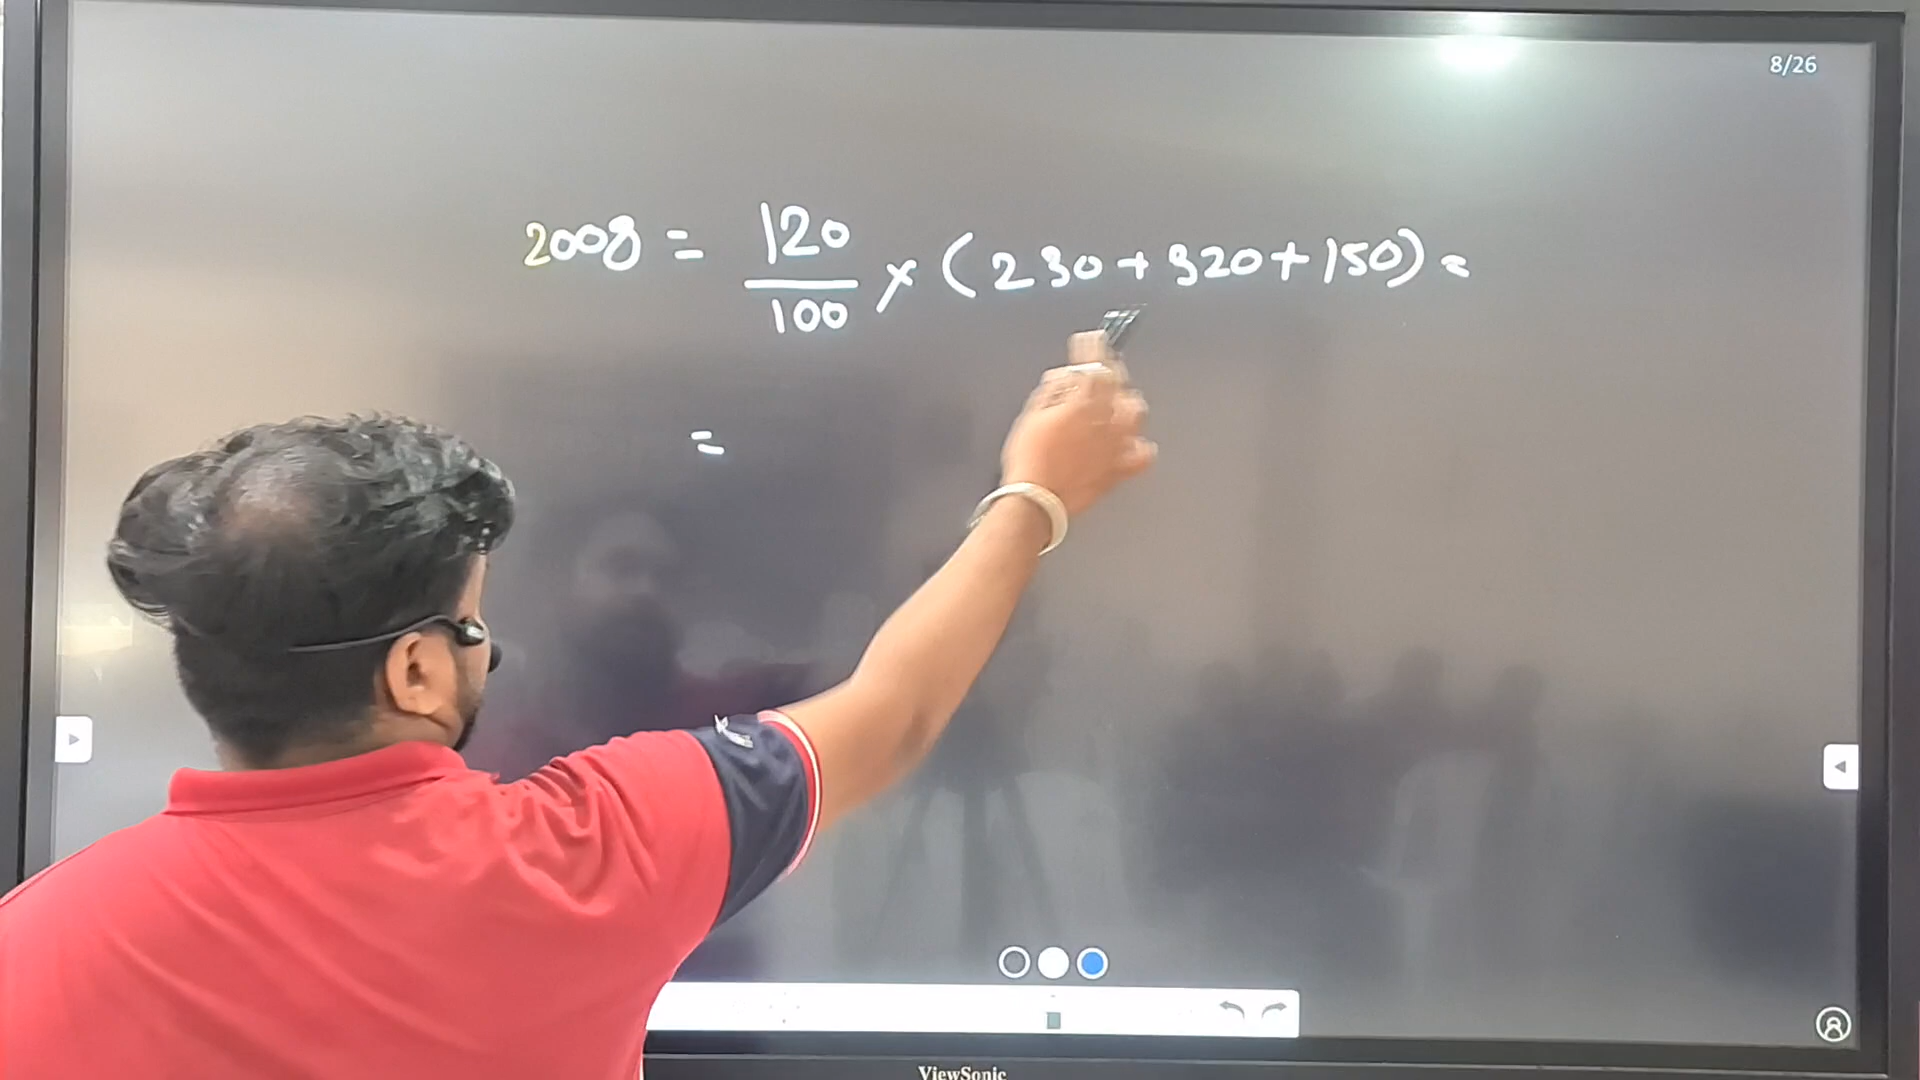 8/26
2008 = 120/100 × (230+320+150) =
=
ViewSonic